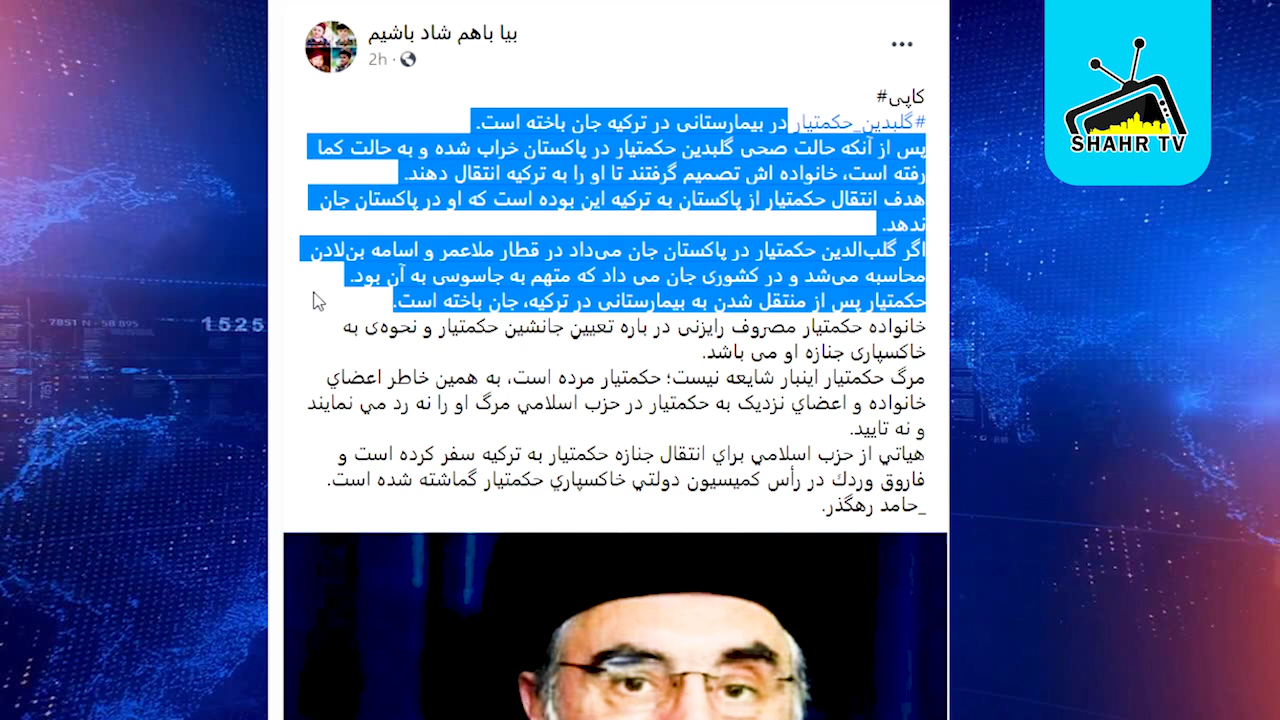 بیا باهم شاد باشیم
2h
#کاپی
#گلبدین_حکمتیار در بیمارستانی در ترکیه جان باخته است.
پس از آنکه حالت صحی گلبدین حکمتیار در پاکستان خراب شده و به حالت کما
رفته است، خانواده اش تصمیم گرفتند تا او را به ترکیه انتقال دهند.
هدف انتقال حکمتیار از پاکستان به ترکیه این بوده است که او در پاکستان جان
ندهد.
اگر گلب‌الدین حکمتیار در پاکستان جان می‌داد در قطار ملاعمر و اسامه بن‌لادن
محاسبه می‌شد و در کشوری جان می داد که متهم به جاسوسی به آن بود.
حکمتیار پس از منتقل شدن به بیمارستانی در ترکیه، جان باخته است.
خانواده حکمتیار مصروف رایزنی در باره تعیین جانشین حکمتیار و نحوه‌ی به
خاکسپاری جنازه او می باشد.
مرگ حکمتیار اینبار شایعه نیست؛ حکمتیار مرده است، به همین خاطر اعضاي
خانواده و اعضاي نزدیک به حکمتیار در حزب اسلامي مرگ او را نه رد مي نمایند
و نه تایید.
هیاتي از حزب اسلامي براي انتقال جنازه حکمتیار به ترکیه سفر کرده است و
فاروق وردك در رأس کمیسیون دولتي خاکسپاري حکمتیار گماشته شده است.
_حامد رهگذر.
SHAHR TV
7851 N - 58 895
1525